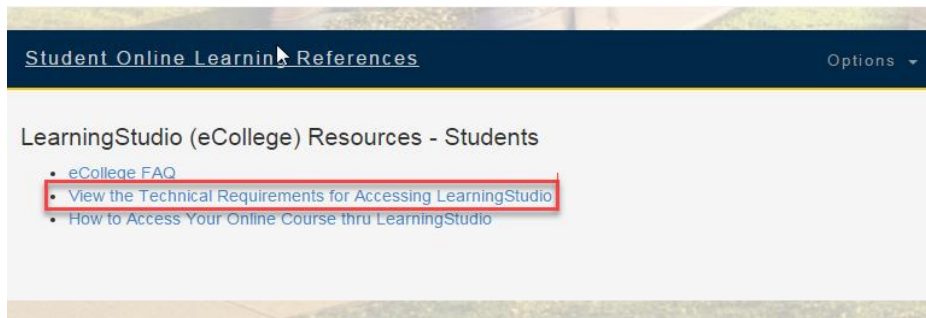 Student Online Learning References
Options
LearningStudio (eCollege) Resources - Students
eCollege FAQ
View the Technical Requirements for Accessing LearningStudio
How to Access Your Online Course thru LearningStudio